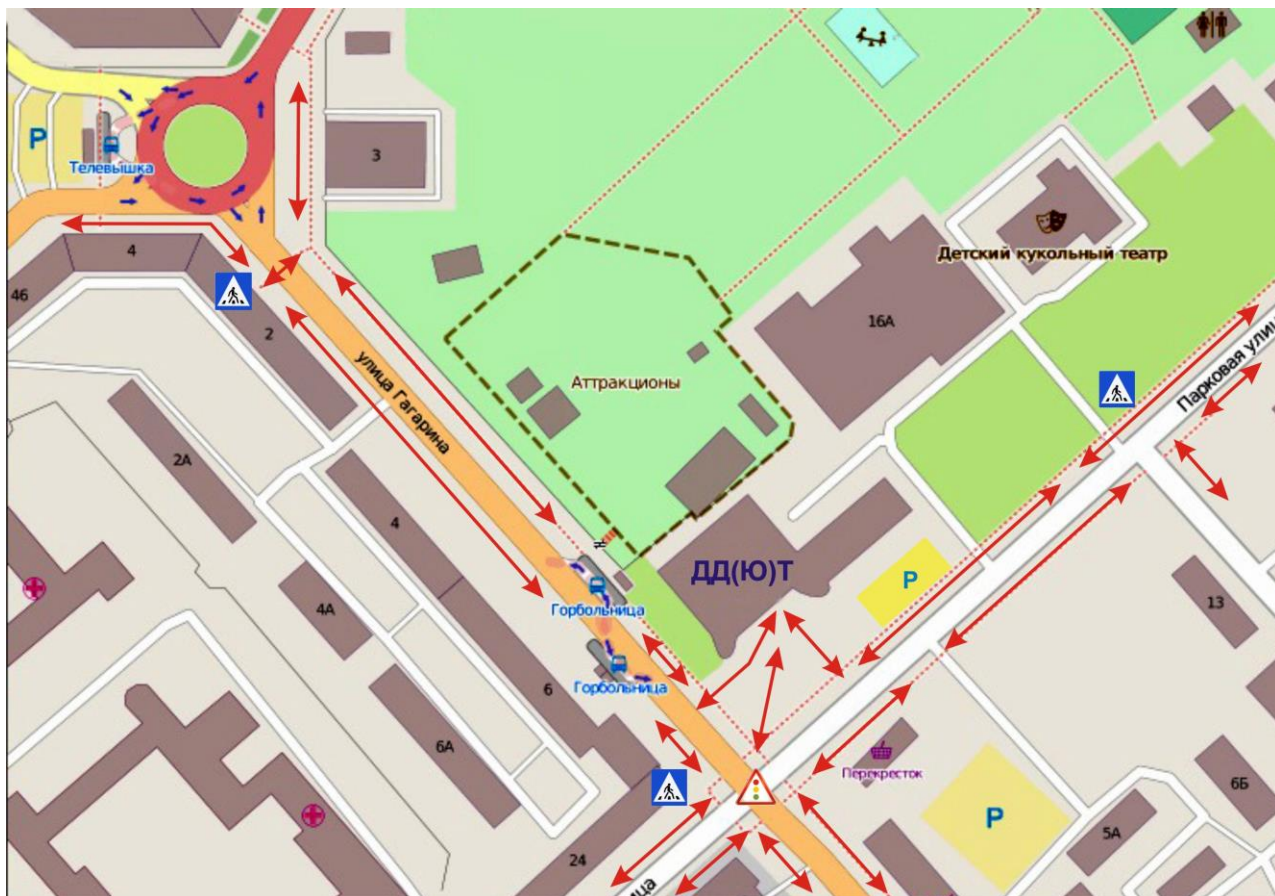 3
P
Телевышка
4
46
2
Детский кукольный театр
16А
улица Гагарина
Аттракционы
Парковая ули
2А
4
ДД(Ю)Т
P
4А
Горбольница
Горбольница
13
6
6А
Перекресток
6Б
P
5А
24
ица